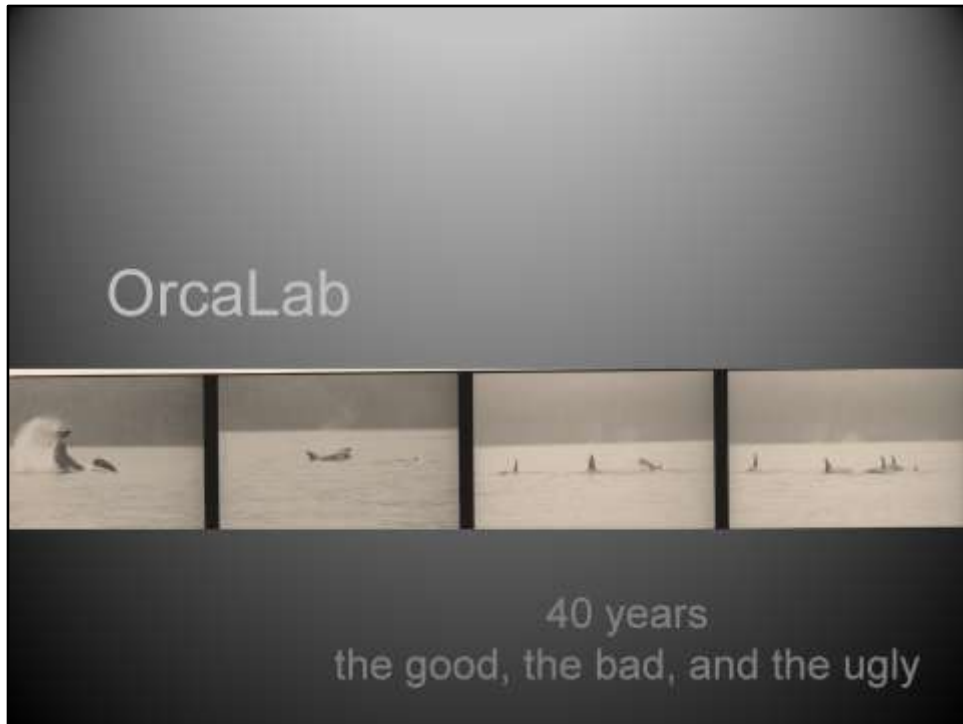 OrcaLab
40 years
the good, the bad, and the ugly